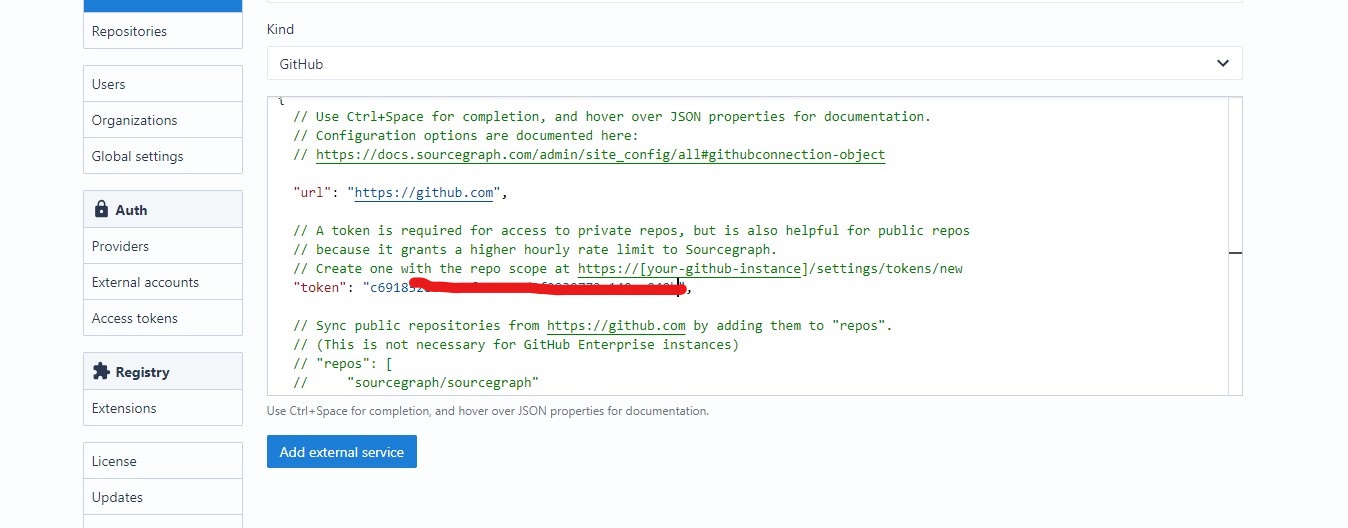 Repositories
Users
Organizations
Global settings
Auth
Providers
External accounts
Access tokens
Registry
Extensions
License
Updates
Kind
GitHub
{
// Use Ctrl+Space for completion, and hover over JSON properties for documentation.
// Configuration options are documented here:
// https://docs.sourcegraph.com/admin/site_config/all#githubconnection-object
"url": "https://github.com",
// A token is required for access to private repos, but is also helpful for public repos
// because it grants a higher hourly rate limit to Sourcegraph.
// Create one with the repo scope at https://[your-github-instance]/settings/tokens/new
"token":
// Sync public repositories from https://github.com by adding them to "repos".
// (This is not necessary for GitHub Enterprise instances)
// "repos": [
//     "sourcegraph/sourcegraph"
Use Ctrl+Space for completion, and hover over JSON properties for documentation.
Add external service